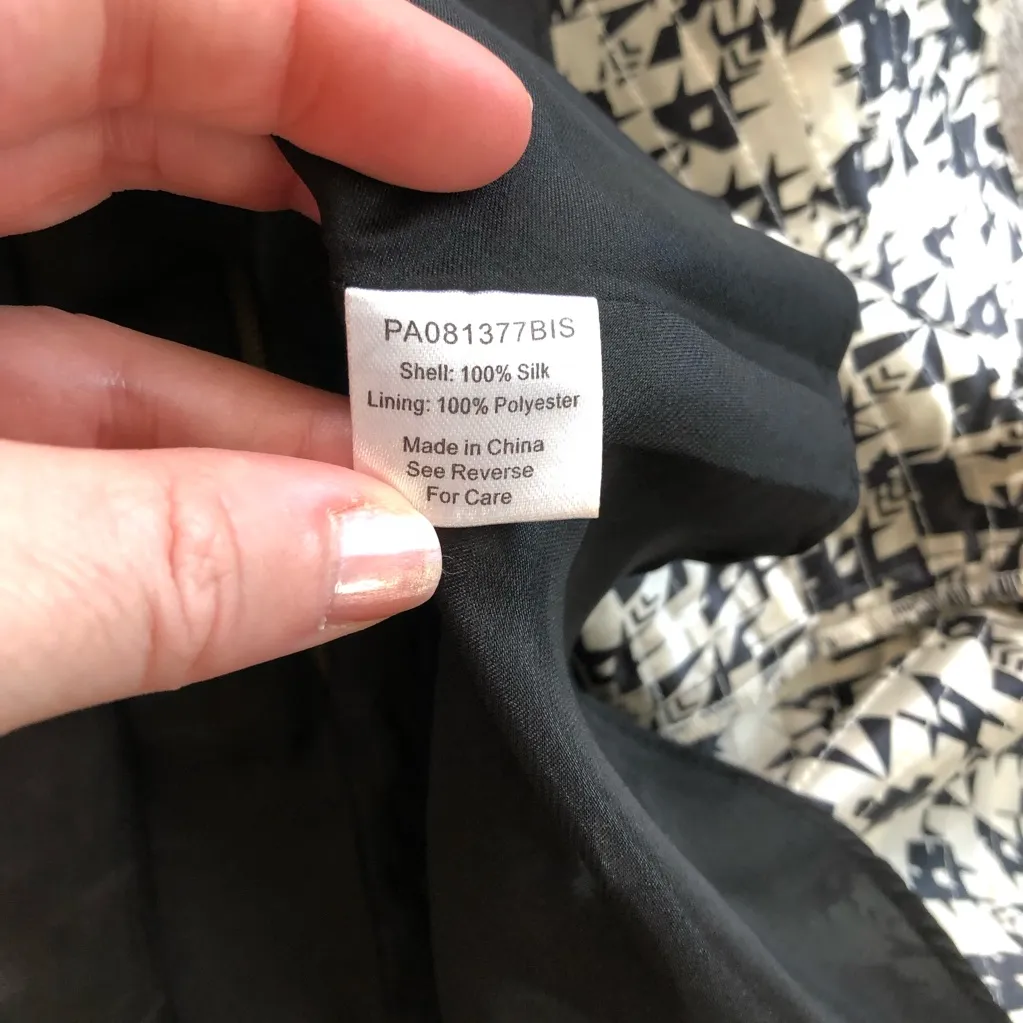 PA081377BIS
Shell: 100% Silk
Lining: 100% Polyester
Made in China
See Reverse
For Care